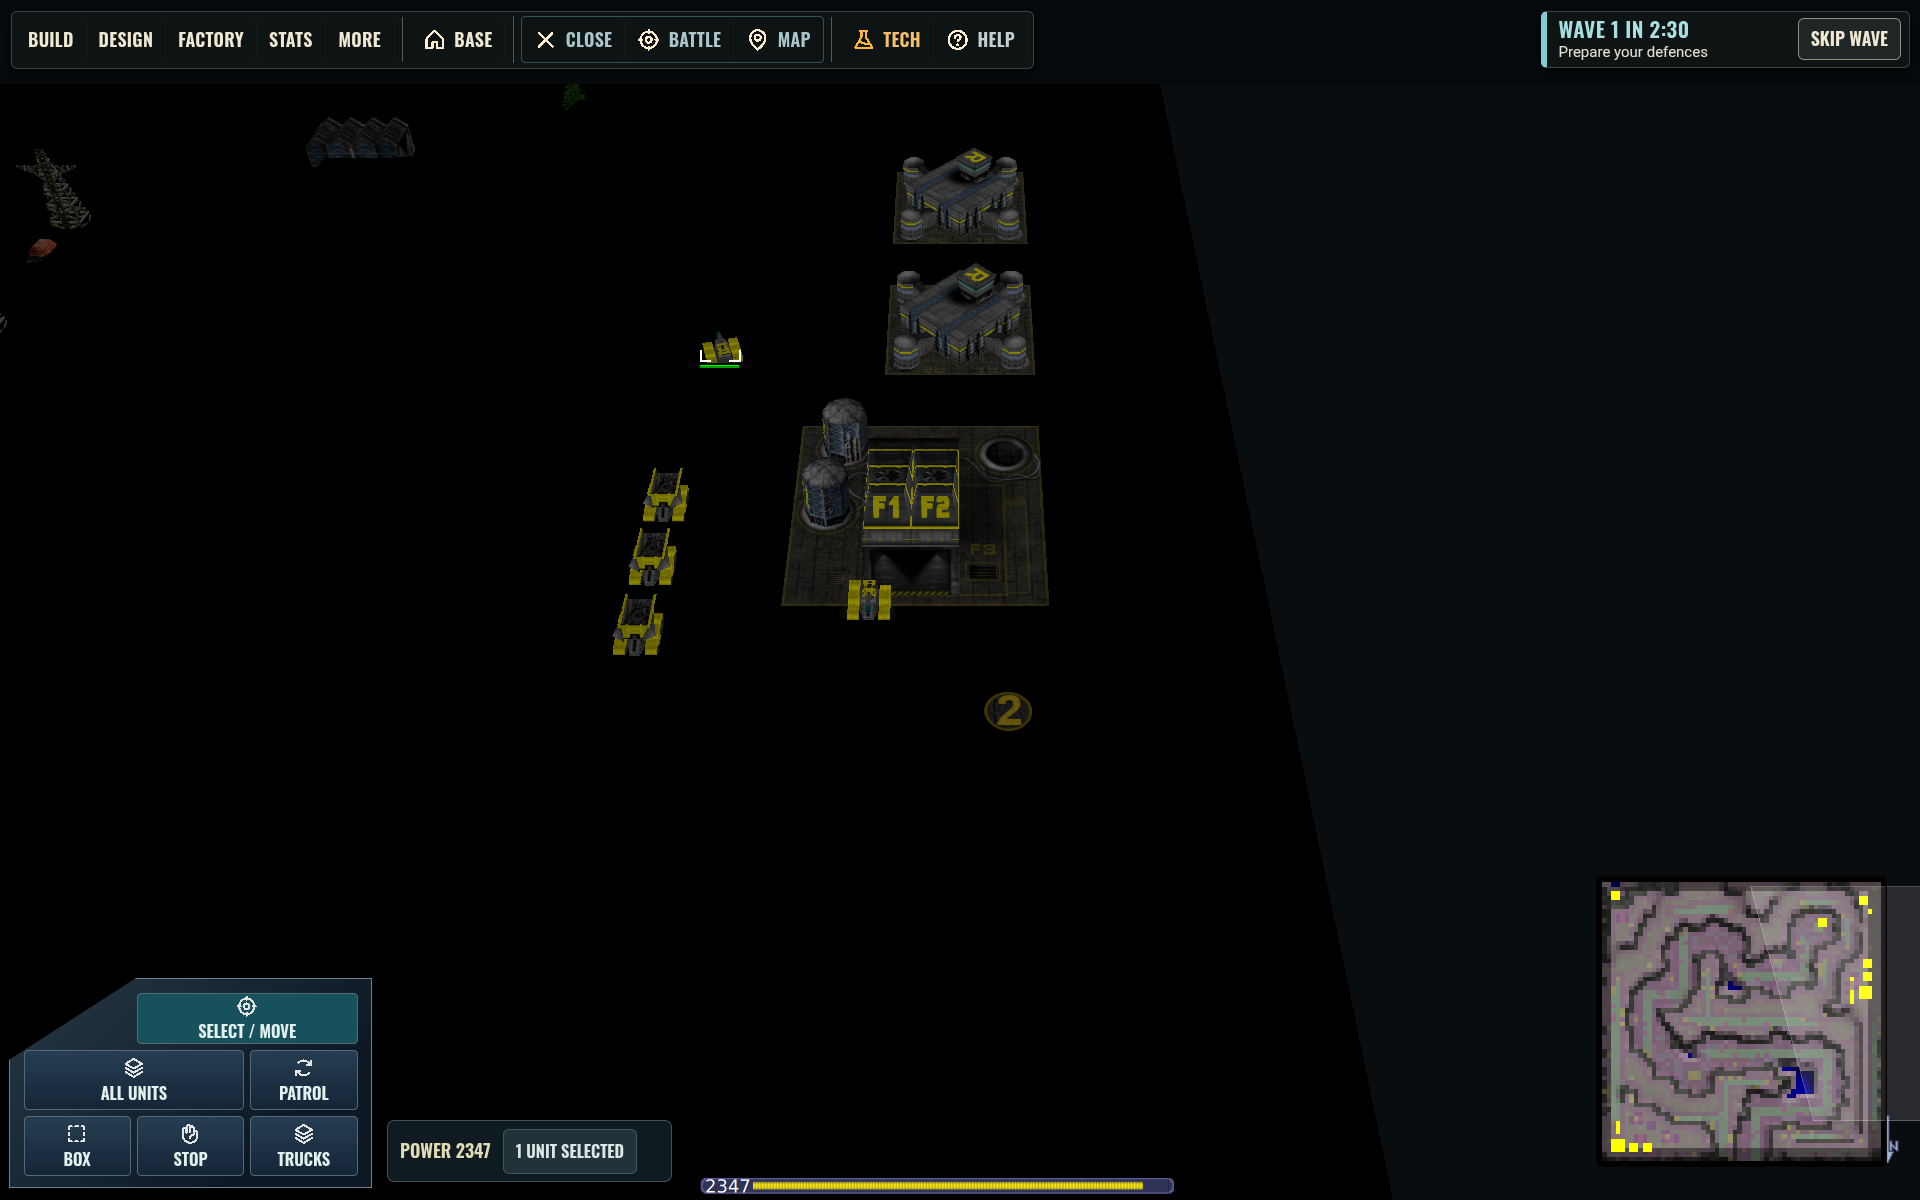 BUILD DESIGN FACTORY STATS MORE BASE CLOSE BATTLE MAP TECH HELP
WAVE 1 IN 2:30
Prepare your defences
SKIP WAVE
R
R
F1 F2
F3
2
SELECT / MOVE
ALL UNITS PATROL
BOX STOP TRUCKS
POWER 2347 1 UNIT SELECTED
2347
N